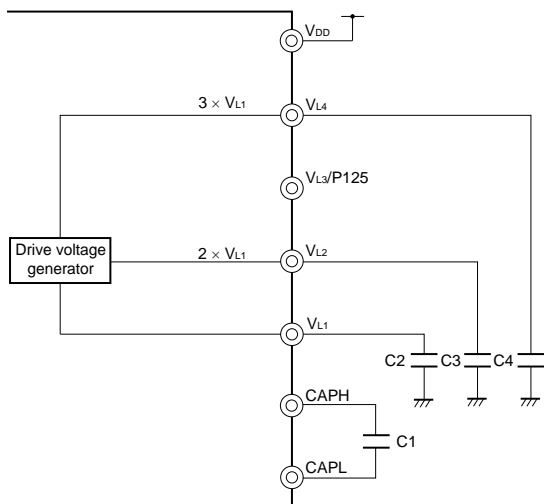 VDD
3 × VL1
VL4
VL3/P125
Drive voltage
generator
2 × VL1
VL2
VL1
C2
C3
C4
CAPH
C1
CAPL